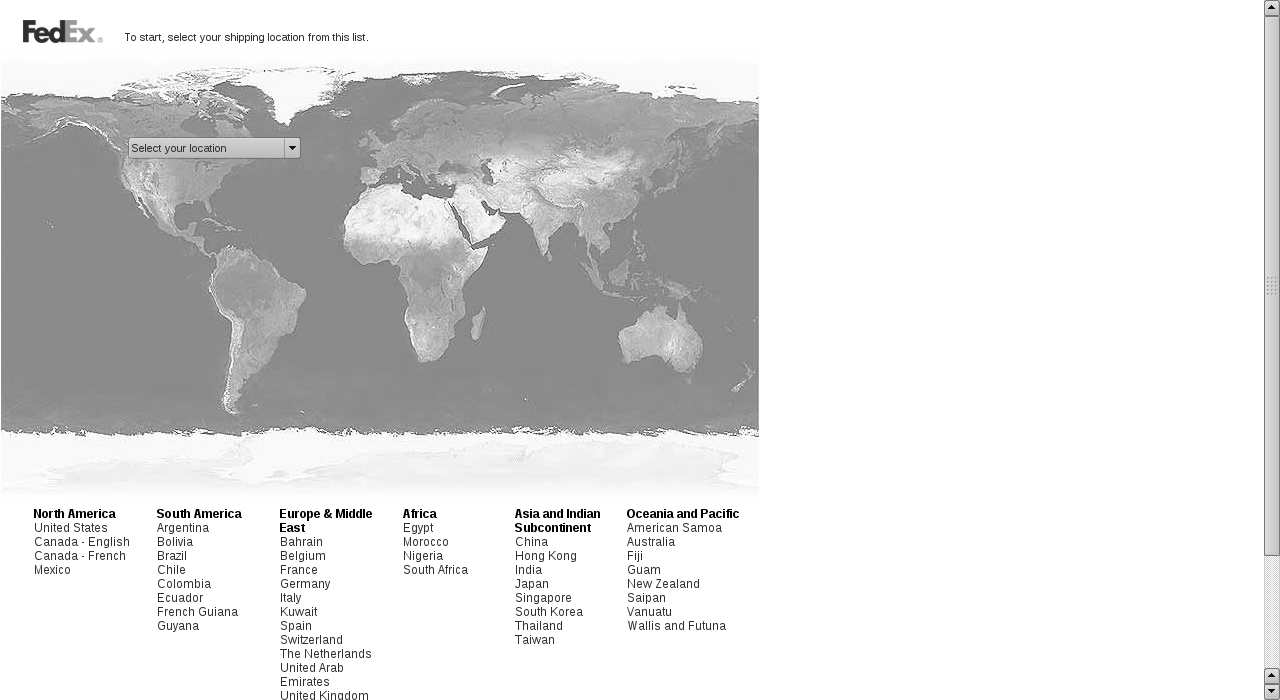 FedEx.
To start, select your shipping location from this list.
Select your location
North America
United States
Canada - English
Canada - French
Mexico
South America
Argentina
Bolivia
Brazil
Chile
Colombia
Ecuador
French Guiana
Guyana
Europe & Middle
East
Bahrain
Belgium
France
Germany
Italy
Kuwait
Spain
Switzerland
The Netherlands
United Arab
Emirates
United Kingdom
Africa
Egypt
Morocco
Nigeria
South Africa
Asia and Indian
Subcontinent
China
Hong Kong
India
Japan
Singapore
South Korea
Thailand
Taiwan
Oceania and Pacific
American Samoa
Australia
Fiji
Guam
New Zealand
Saipan
Vanuatu
Wallis and Futuna